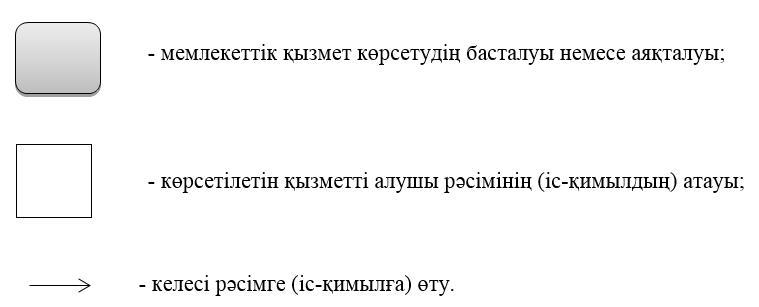 - мемлекеттік қызмет көрсетудің басталуы немесе аяқталуы;
- көрсетілетін қызметті алушы рәсімінің (іс-қимылдың) атауы;
- келесі рәсімге (іс-қимылға) өту.